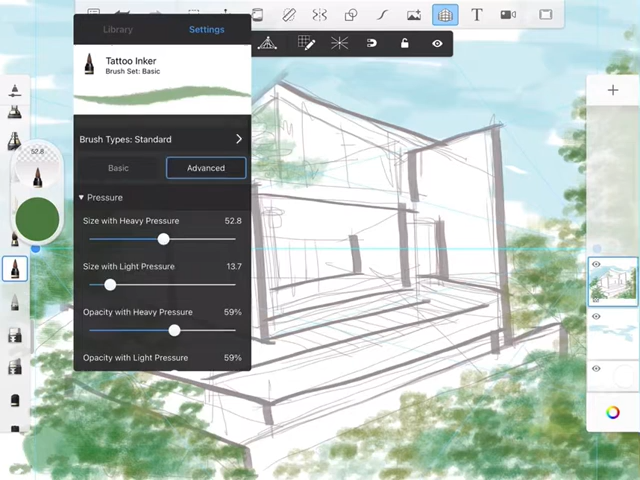 Library Settings
Tattoo Inker
Brush Set: Basic
Brush Types: Standard
Basic Advanced
Pressure
Size with Heavy Pressure 52.8
Size with Light Pressure 13.7
Opacity with Heavy Pressure 59%
Opacity with Light Pressure 59%
52.8
T